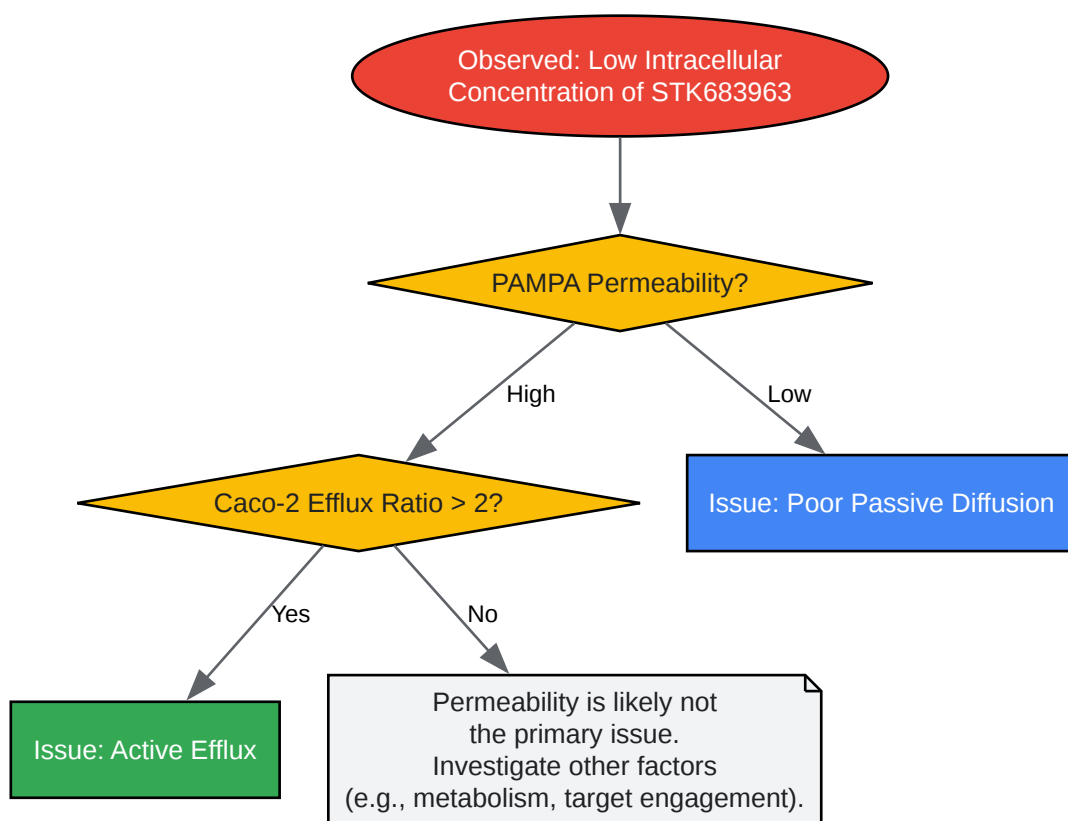 Observed: Low Intracellular
Concentration of STK683963
PAMPA Permeability?
High
Low
Caco-2 Efflux Ratio > 2?
Issue: Poor Passive Diffusion
Yes
No
Issue: Active Efflux
Permeability is likely not
the primary issue.
Investigate other factors
(e.g., metabolism, target engagement).